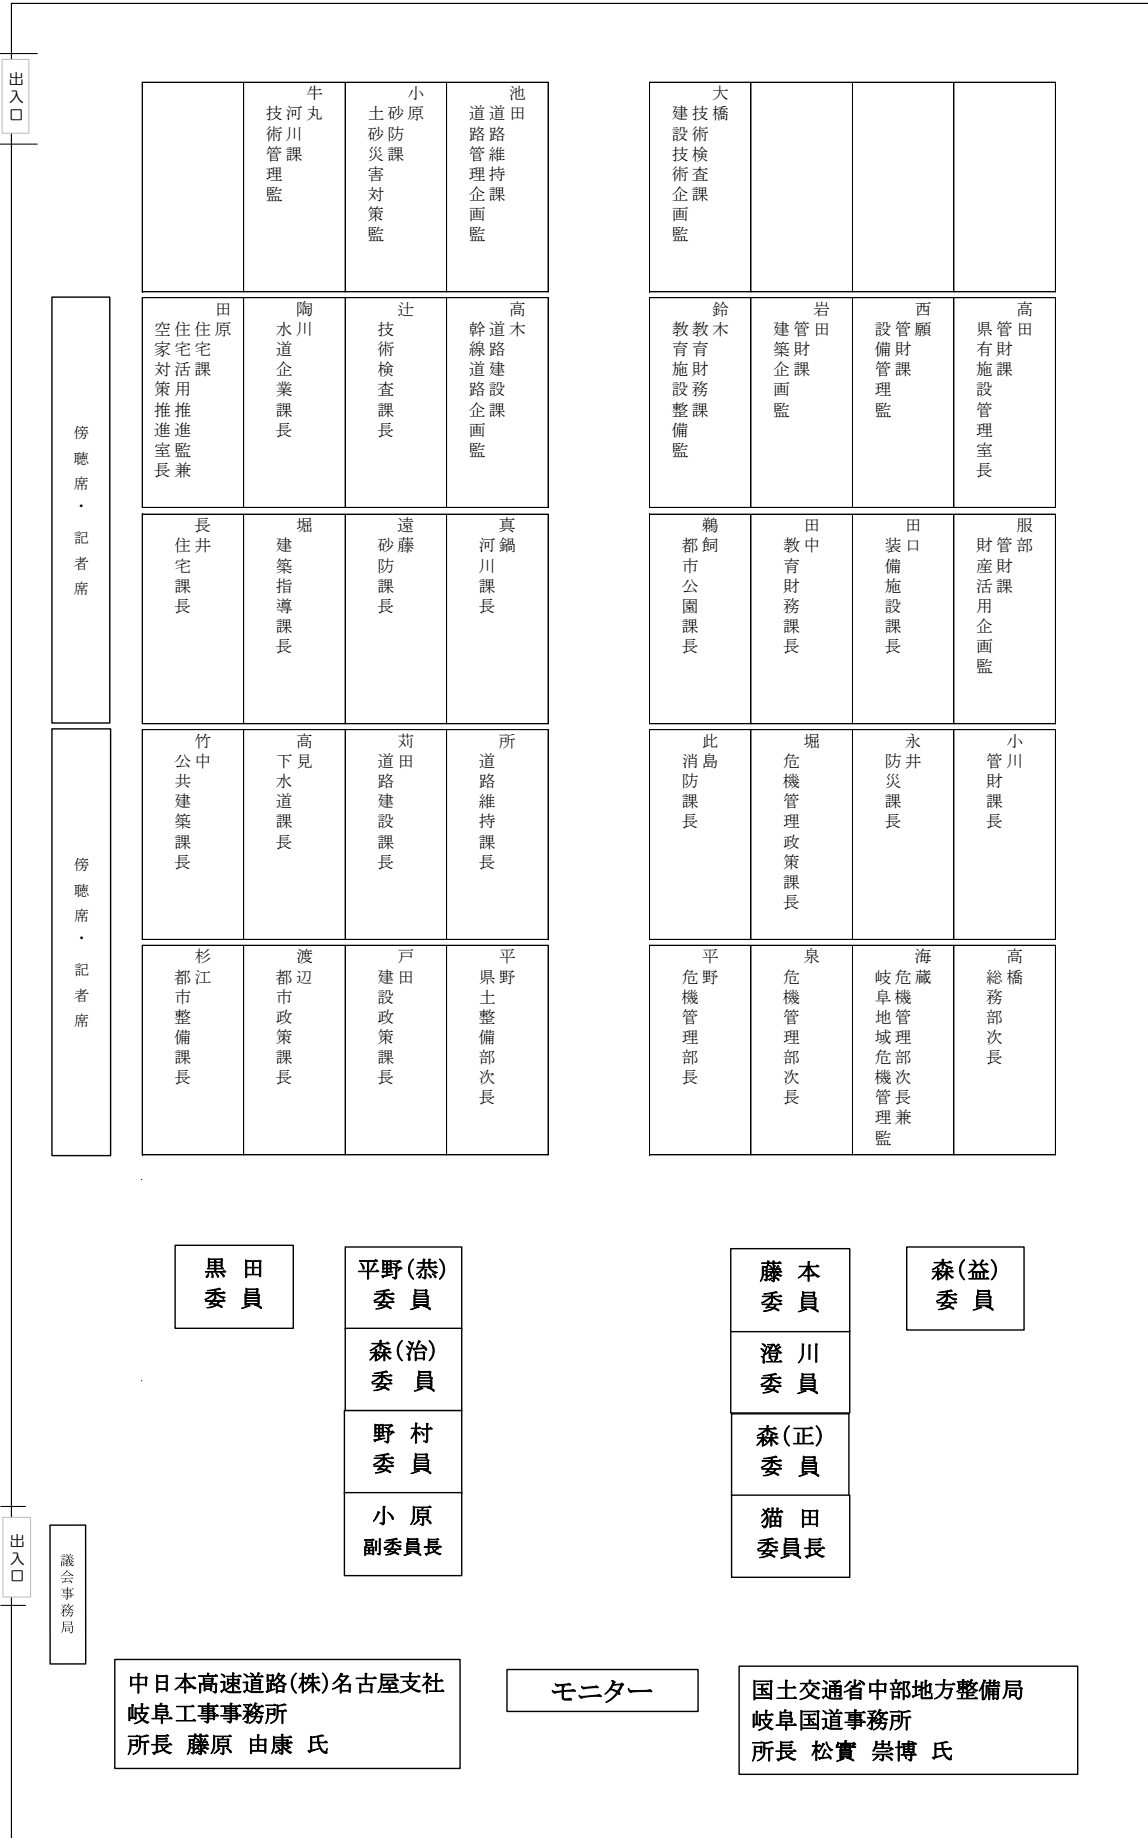 出入口
牛丸
河川課
技術管理監
小原
砂防課
土砂災害対策監
池田
道路維持課
道路管理企画監
大橋
技術検査課
建設技術企画監
田原
住宅課
住宅活用推進監兼
空家対策推進室長
陶川
水道企業課長
辻
技術検査課長
高木
道路建設課
幹線道路企画監
鈴木
教育財務課
教育施設整備監
岩田
管財課
建築企画監
西願
管財課
設備管理監
高田
管財課
県有施設管理室長
傍聴席・記者席
長井
住宅課長
堀
建築指導課長
遠藤
砂防課長
真鍋
河川課長
鵜飼
都市公園課長
田中
教育財務課長
田口
装備施設課長
服部
管財課
財産活用企画監
竹中
公共建築課長
高見
下水道課長
苅田
道路建設課長
所
道路維持課長
此島
消防課長
堀
危機管理政策課長
永井
防災課長
小川
管財課長
傍聴席・記者席
杉江
都市整備課長
渡辺
都市政策課長
戸田
建設政策課長
平野
県土整備部次長
平野
危機管理部長
泉
危機管理部次長
海蔵
危機管理部次長兼
岐阜地域危機管理監
高橋
総務部次長
黒田
委員
平野(恭)
委員
藤本
委員
森(益)
委員
森(治)
委員
澄川
委員
野村
委員
森(正)
委員
小原
副委員長
猫田
委員長
出入口
議会事務局
中日本高速道路(株)名古屋支社
岐阜工事事務所
所長 藤原 由康 氏
モニター
国土交通省中部地方整備局
岐阜国道事務所
所長 松實 崇博 氏